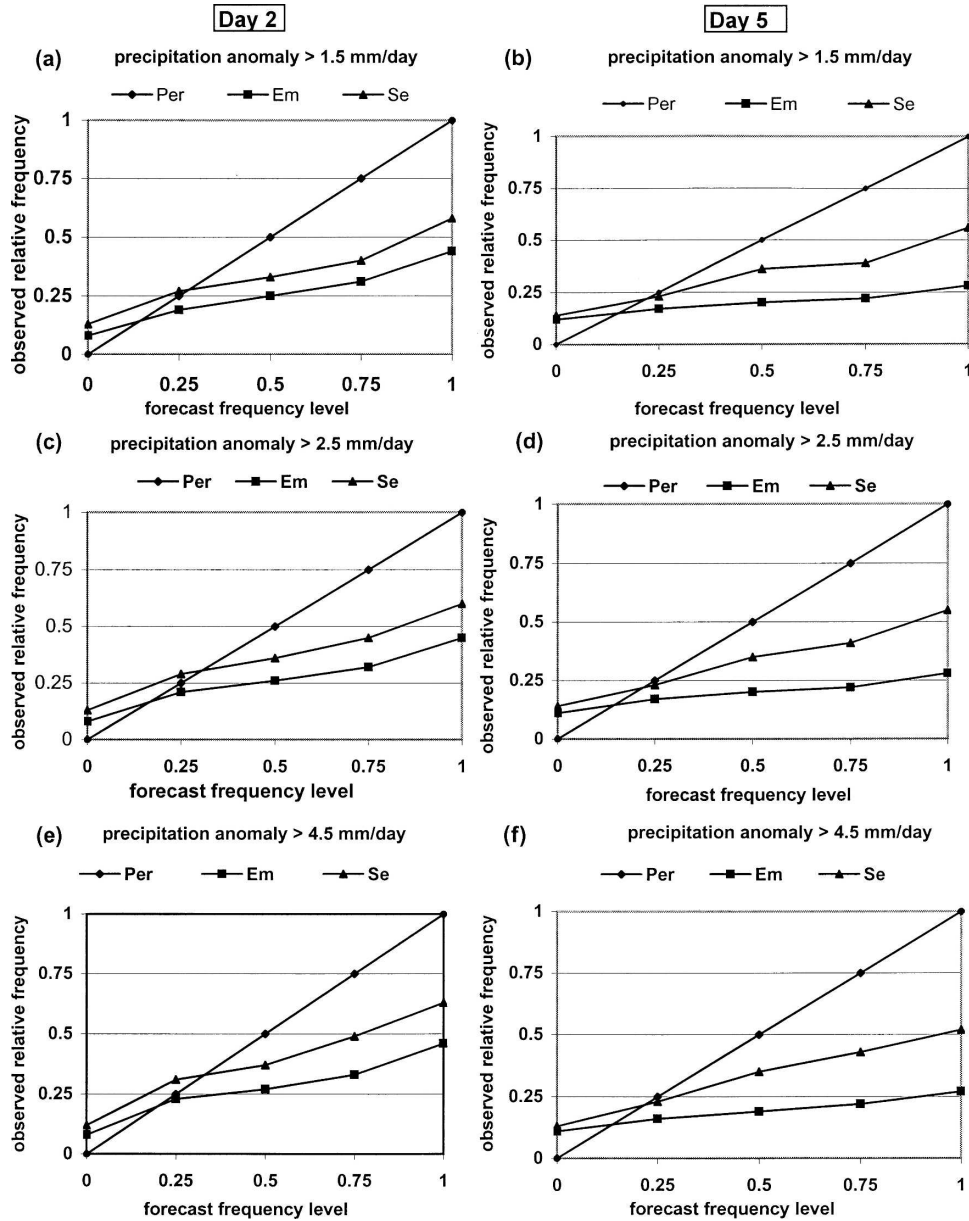 Day 2
Day 5
(a) precipitation anomaly > 1.5 mm/day
Per Em Se
1
0.75
0.5
0.25
0
observed relative frequency
0 0.25 0.5 0.75 1
forecast frequency level
(b) precipitation anomaly > 1.5 mm/day
Per Em Se
1
0.75
0.5
0.25
0
observed relative frequency
0 0.25 0.5 0.75 1
forecast frequency level
(c) precipitation anomaly > 2.5 mm/day
Per Em Se
1
0.75
0.5
0.25
0
observed relative frequency
0 0.25 0.5 0.75 1
forecast frequency level
(d) precipitation anomaly > 2.5 mm/day
Per Em Se
1
0.75
0.5
0.25
0
observed relative frequency
0 0.25 0.5 0.75 1
forecast frequency level
(e) precipitation anomaly > 4.5 mm/day
Per Em Se
1
0.75
0.5
0.25
0
observed relative frequency
0 0.25 0.5 0.75 1
forecast frequency level
(f) precipitation anomaly > 4.5 mm/day
Per Em Se
1
0.75
0.5
0.25
0
observed relative frequency
0 0.25 0.5 0.75 1
forecast frequency level